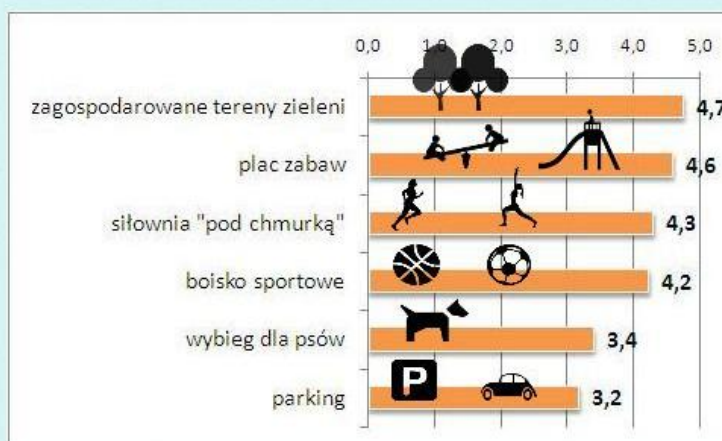 0,0 1,0 2,0 3,0 4,0 5,0
zagospodarowane tereny zieleni 4,7
plac zabaw 4,6
siłownia "pod chmurką" 4,3
boisko sportowe 4,2
wybieg dla psów 3,4
parking P 3,2